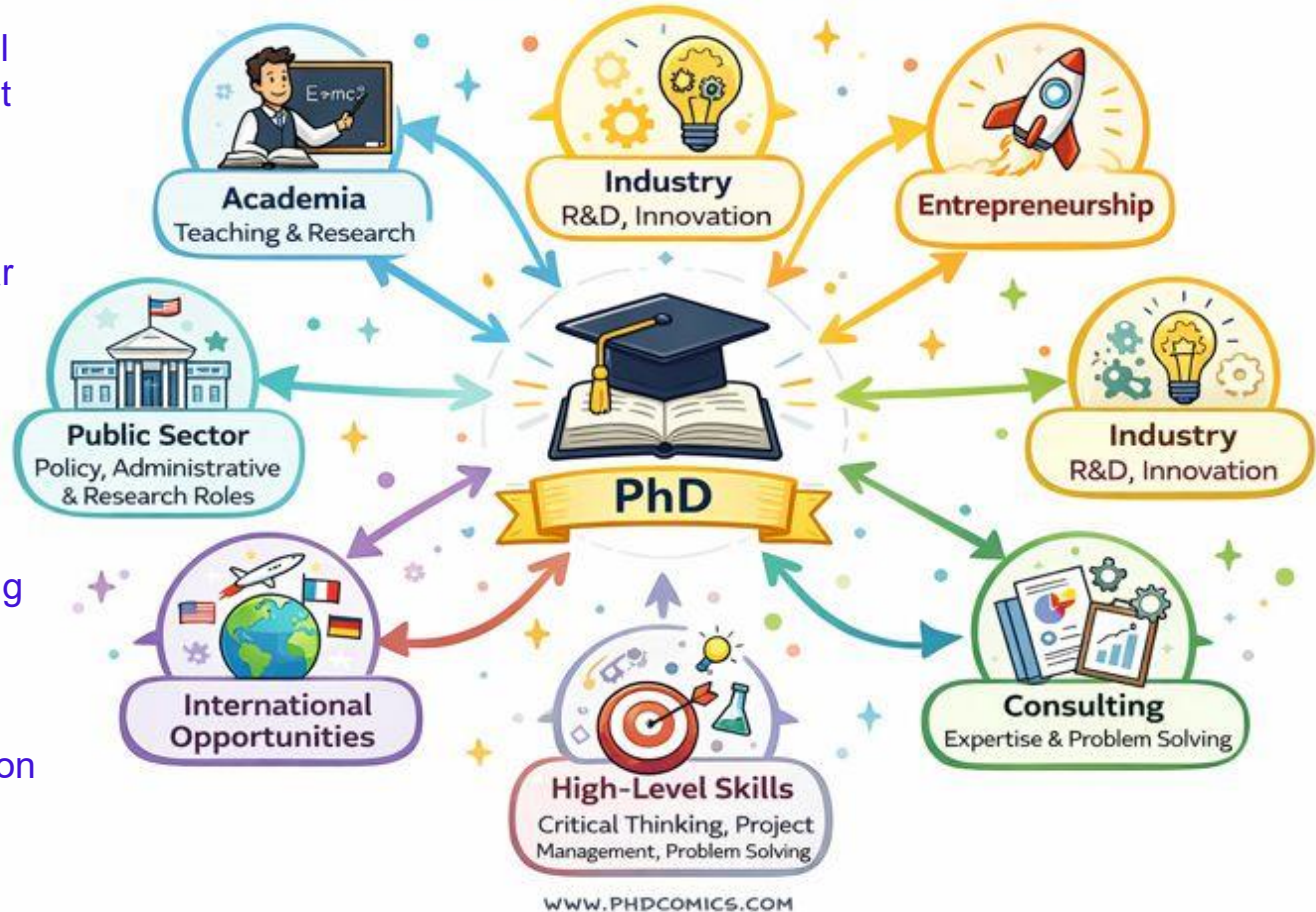 l
t
r
g
on
E=mc²
Academia
Teaching & Research
Industry
R&D, Innovation
Entrepreneurship
Public Sector
Policy, Administrative
& Research Roles
PhD
Industry
R&D, Innovation
International
Opportunities
High-Level Skills
Critical Thinking, Project
Management, Problem Solving
Consulting
Expertise & Problem Solving
WWW.PHDCOMICS.COM